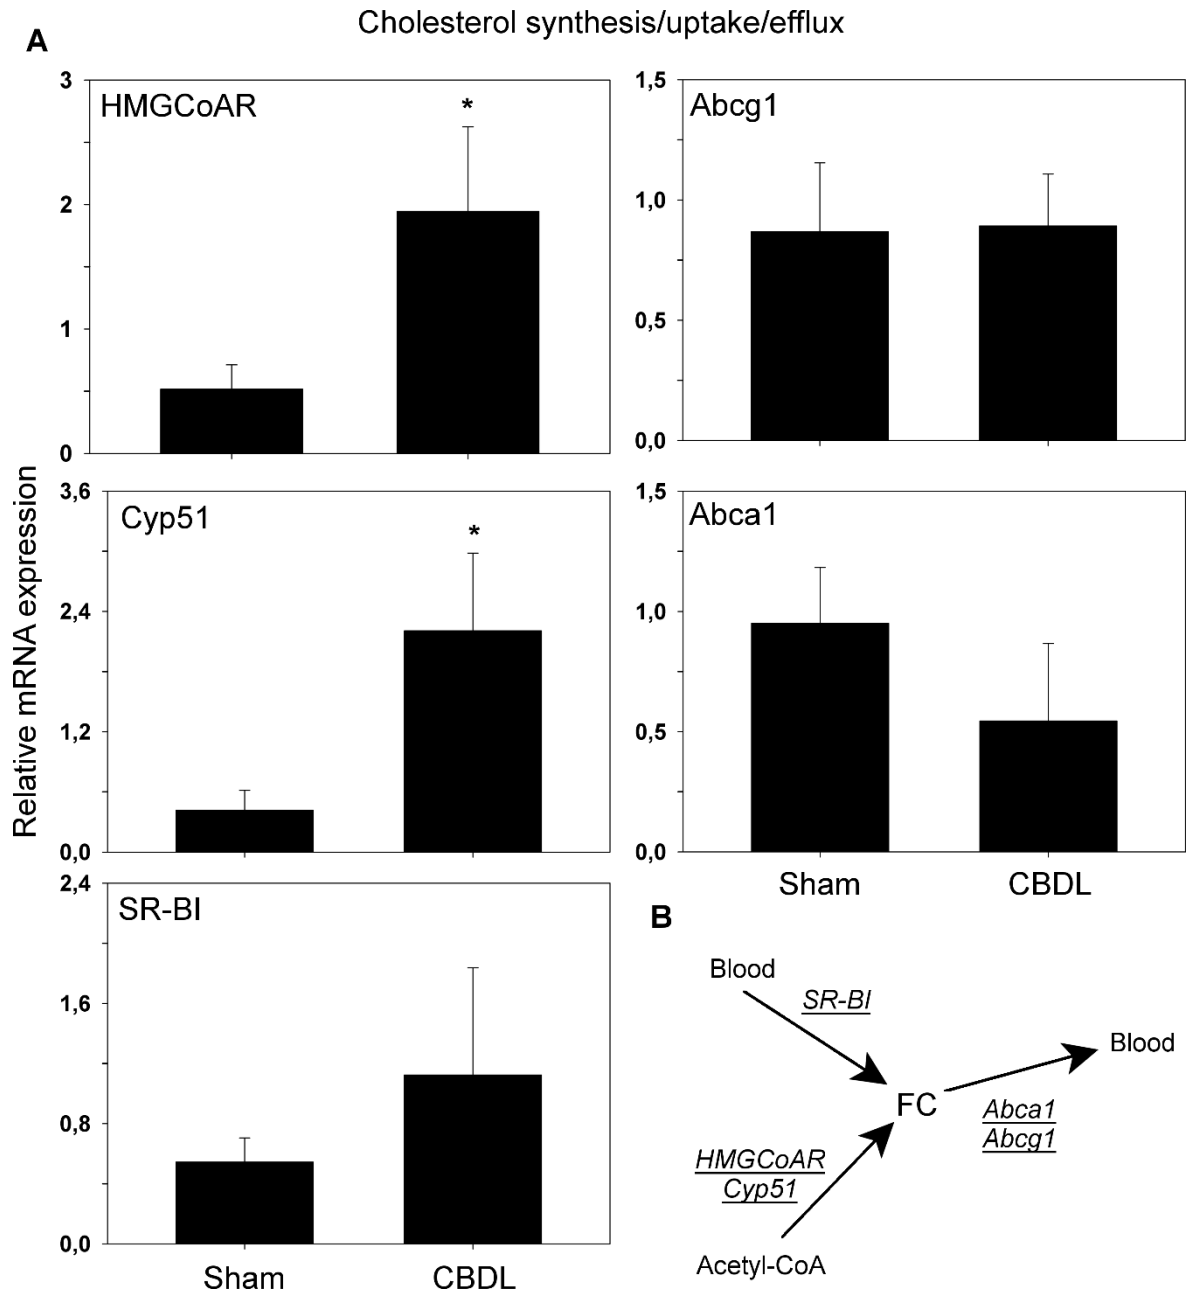 Cholesterol synthesis/uptake/efflux
A
Relative mRNA expression
HMGCoAR
*
3
2
1
0
Abcg1
1,5
1,0
0,5
0,0
Cyp51
*
3,6
2,4
1,2
0,0
Abca1
1,5
1,0
0,5
0,0
Sham
CBDL
SR-BI
2,4
1,6
0,8
0,0
Sham
CBDL
B
Blood
SR-BI
Blood
FC
Abca1
Abcg1
HMGCoAR
Cyp51
Acetyl-CoA